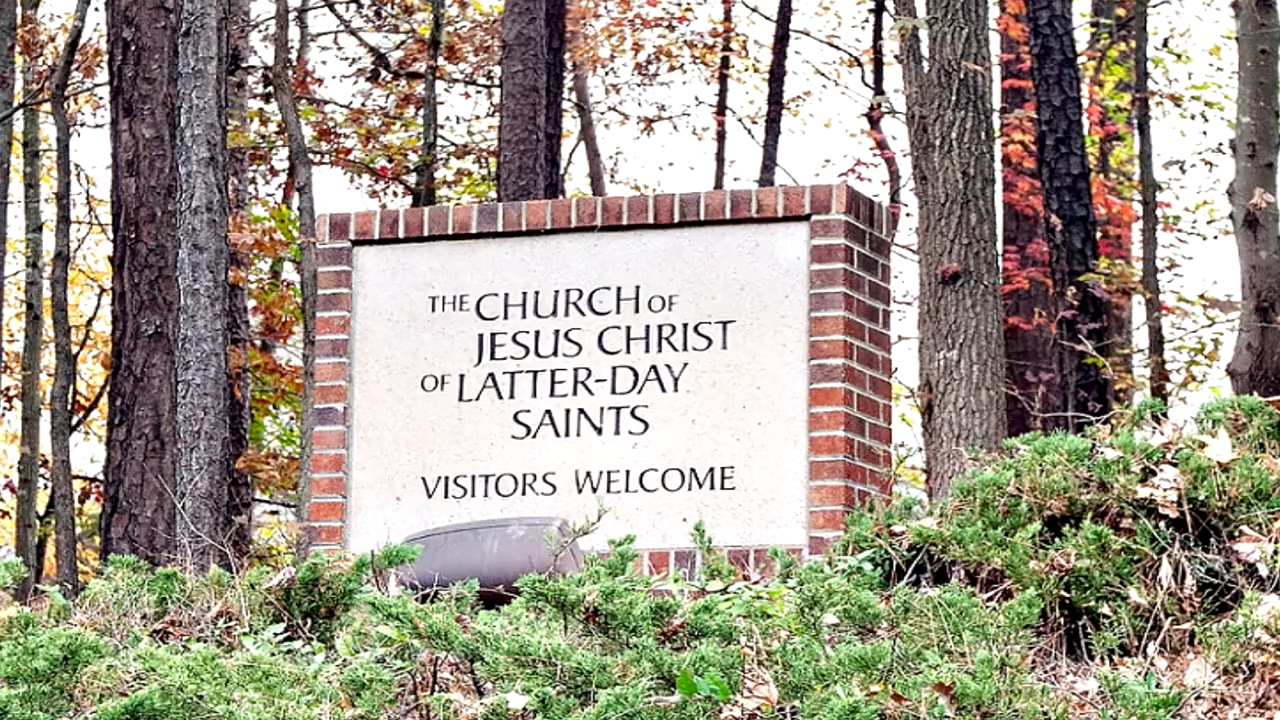 THE CHURCH OF
JESUS CHRIST
OF LATTER-DAY
SAINTS
VISITORS WELCOME